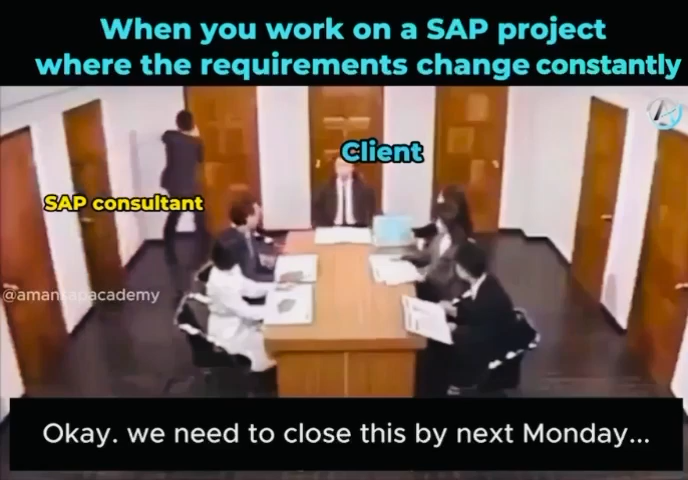 When you work on a SAP project
where the requirements change constantly
Client
SAP consultant
@amansapacademy
Okay. we need to close this by next Monday...